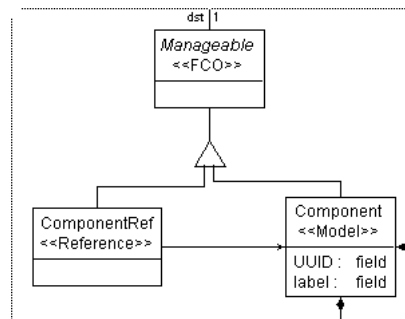 dst 1
Manageable
<<FCO>>
ComponentRef
<<Reference>>
Component
<<Model>>
UUID : field
label : field